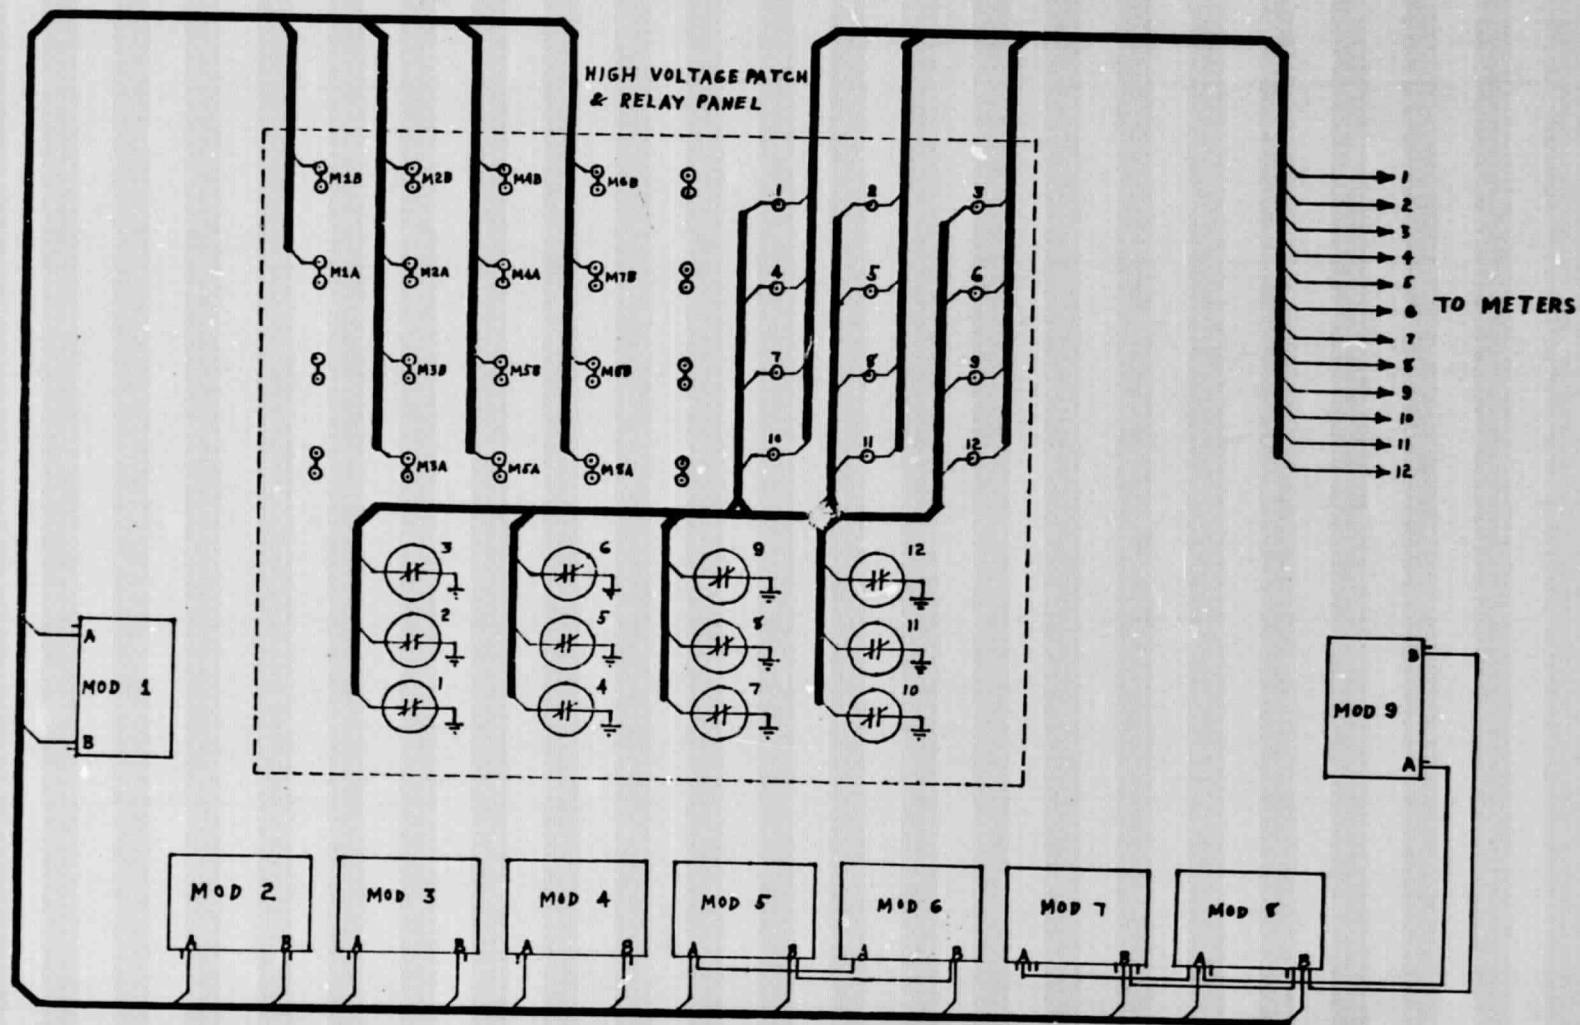 HIGH VOLTAGE PATCH
& RELAY PANEL
M1B M2B M4B M6B
1 2 3
M1A M2A M4A M7B
4 5 6
M3B M5B M8B
7 8 9
M3A M5A M8A
10 11 12
1
2
3
4
5
6 TO METERS
7
8
9
10
11
12
3 6 9 12
2 5 8 11
1 4 7 10
A
MOD 1
B
B
MOD 9
A
MOD 2 MOD 3 MOD 4 MOD 5 MOD 6 MOD 7 MOD 8
A B A B A B A B A B A B A B